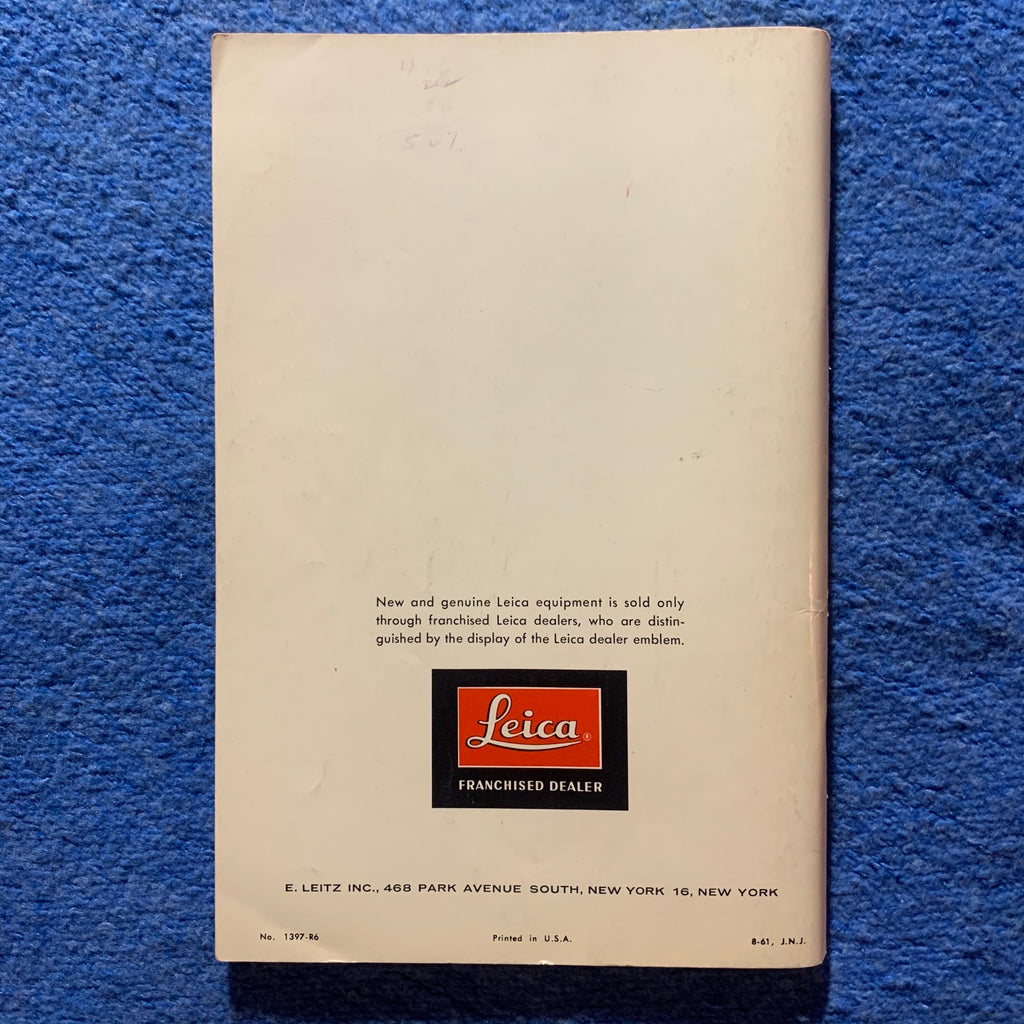 50%
New and genuine Leica equipment is sold only
through franchised Leica dealers, who are distin-
guished by the display of the Leica dealer emblem.
Leica®
FRANCHISED DEALER
E. LEITZ INC., 468 PARK AVENUE SOUTH, NEW YORK 16, NEW YORK
No. 1397-R6 Printed in U.S.A. 8-61, J.N.J.